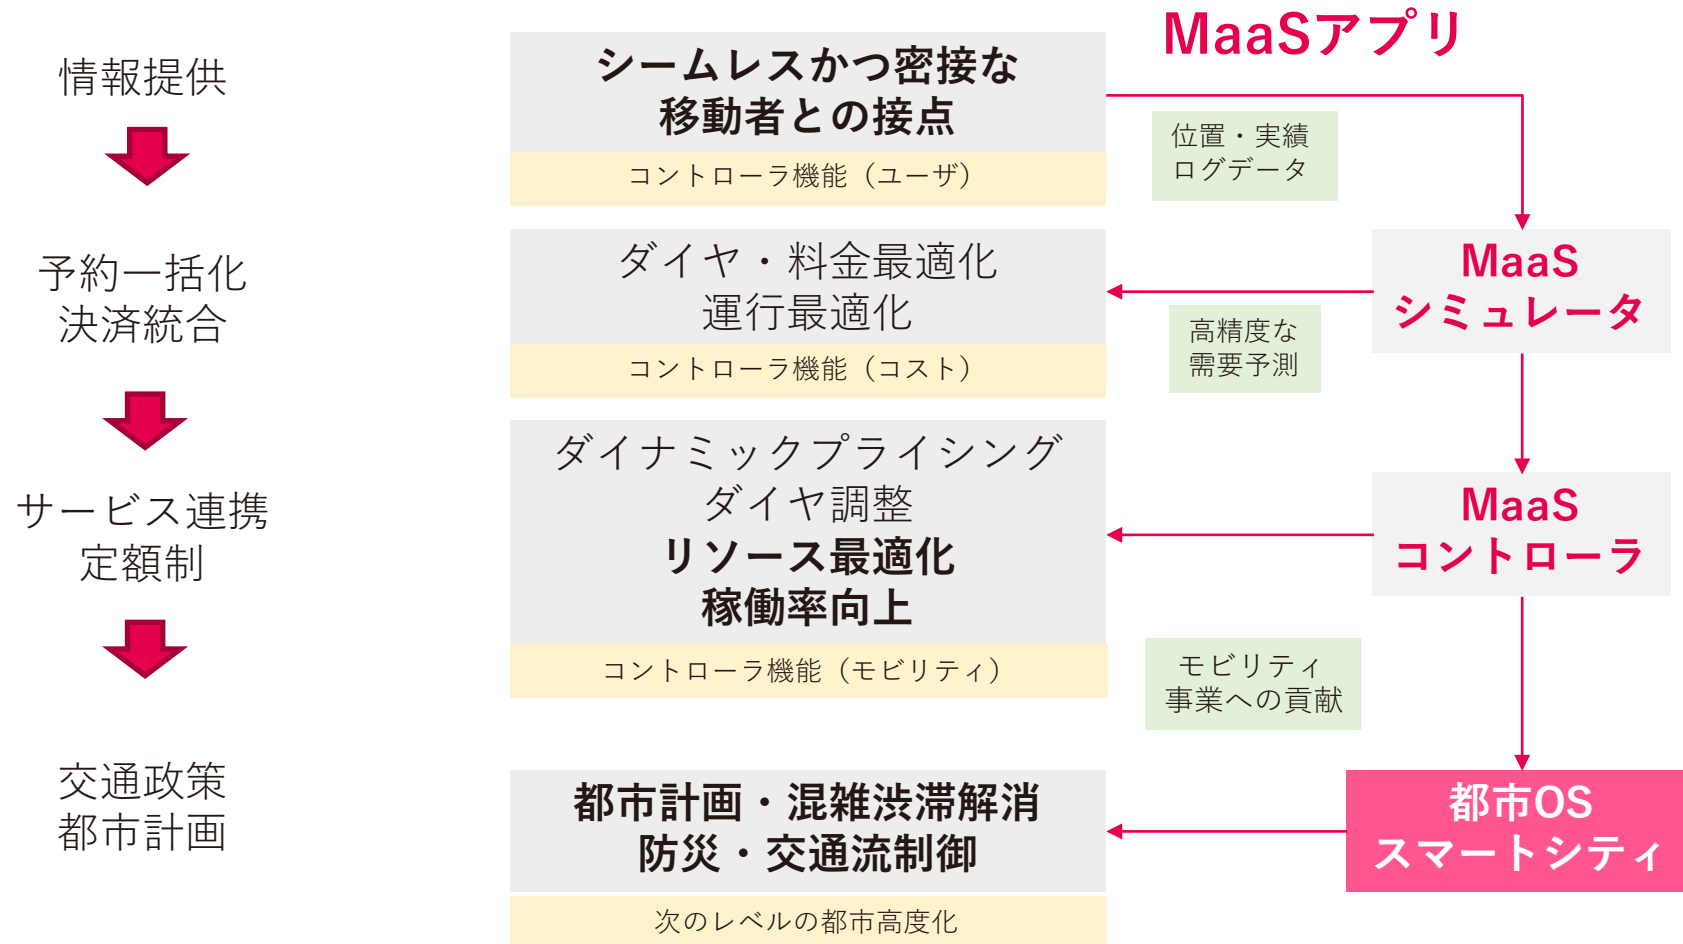 MaaSアプリ
情報提供
シームレスかつ密接な
移動者との接点
コントローラ機能（ユーザ）
位置・実績
ログデータ
予約一括化
決済統合
ダイヤ・料金最適化
運行最適化
コントローラ機能（コスト）
高精度な
需要予測
MaaS
シミュレータ
サービス連携
定額制
ダイナミックプライシング
ダイヤ調整
リソース最適化
稼働率向上
コントローラ機能（モビリティ）
MaaS
コントローラ
モビリティ
事業への貢献
交通政策
都市計画
都市計画・混雑渋滞解消
防災・交通流制御
次のレベルの都市高度化
都市OS
スマートシティ